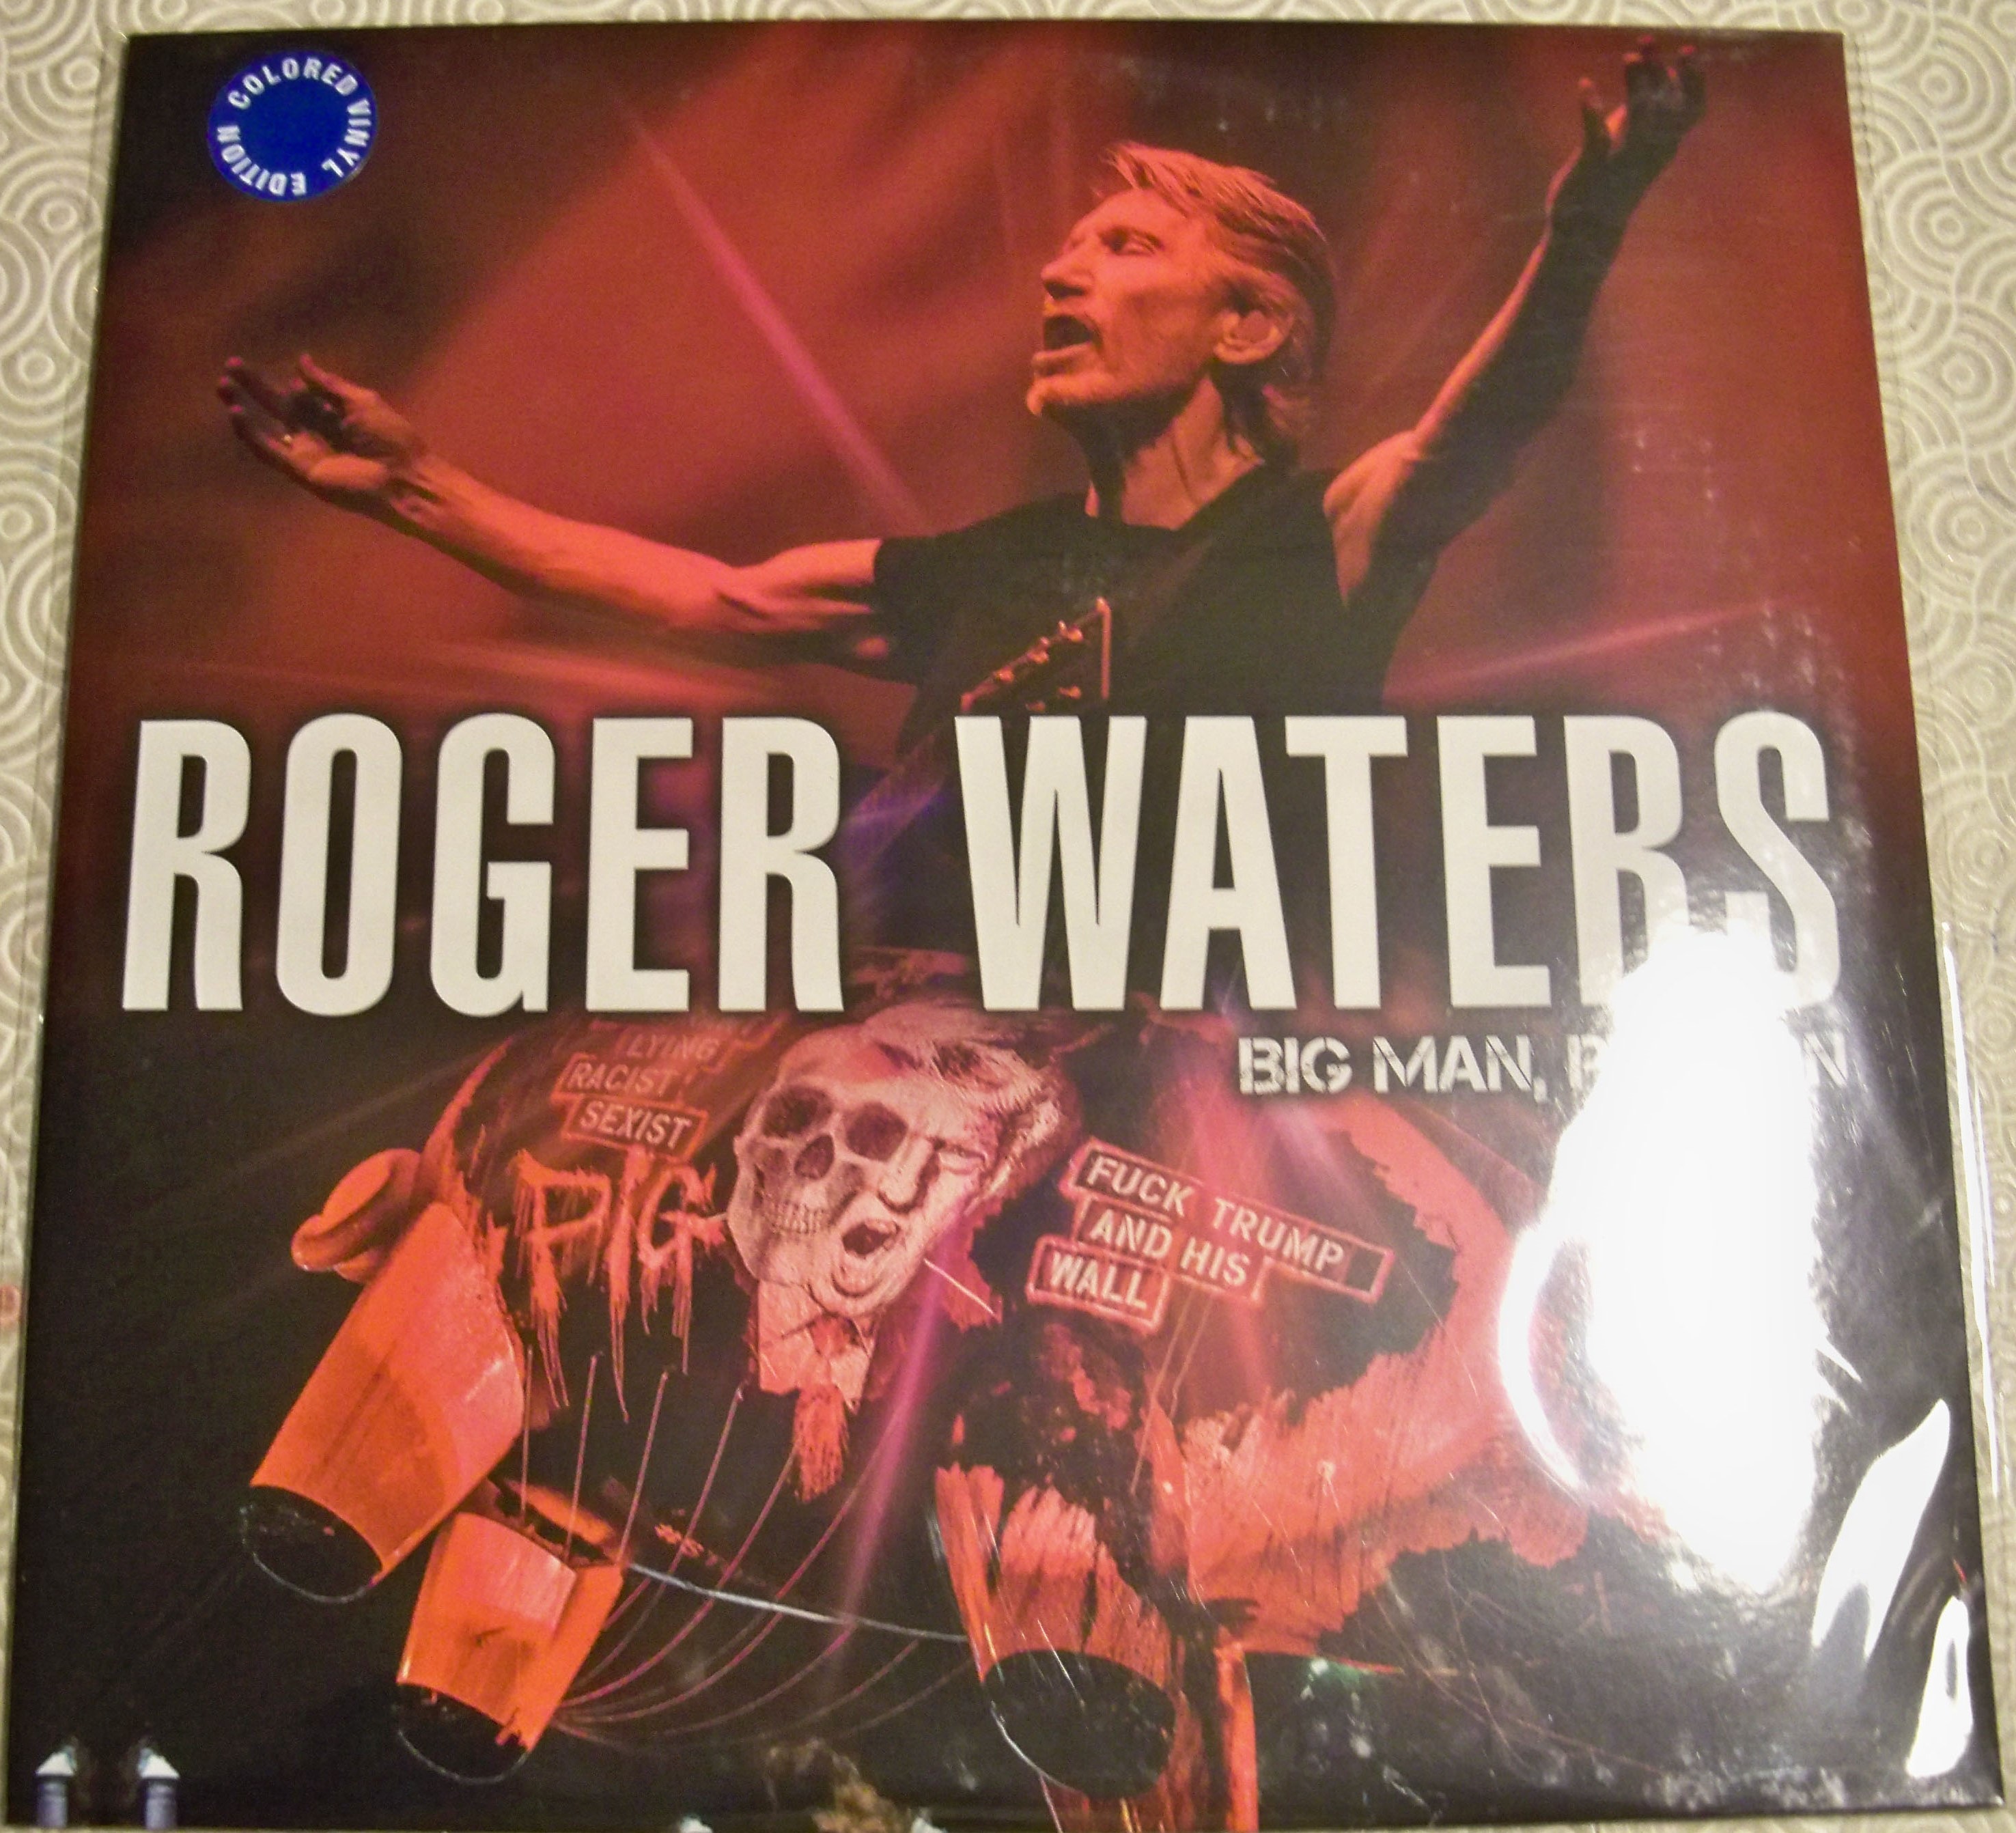 COLORED VINYL EDITION
ROGER WATERS
BIG MAN,
LYING
RACIST
SEXIST
PIG
FUCK TRUMP
AND HIS
WALL